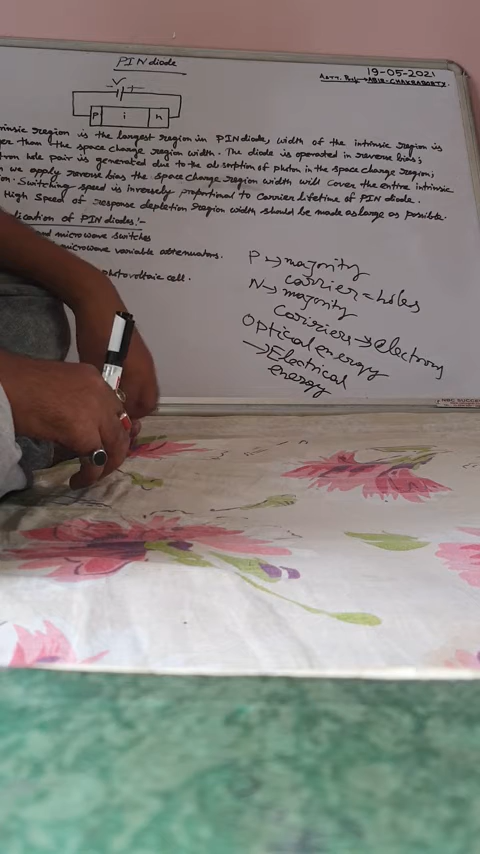 PIN diode
19-05-2021
V
- +
P i n
region is the largest region in PIN diode, width of the intrinsic region is
than the space charge region width. The diode is operated in reverse bias;
hole pair is generated due to the absorption of photon in the space charge region;
we apply reverse bias the space charge region width will cover the entire intrinsic
Switching speed is inversely proportional to carrier lifetime of PIN diode.
High Speed of response depletion region width should be made as large as possible.
of PIN diodes:-
and microwave switches
microwave variable attenuators.
photovoltaic cell.
P → majority
carrier = holes
N → majority
carriers → electrons
Optical energy
→ Electrical
energy